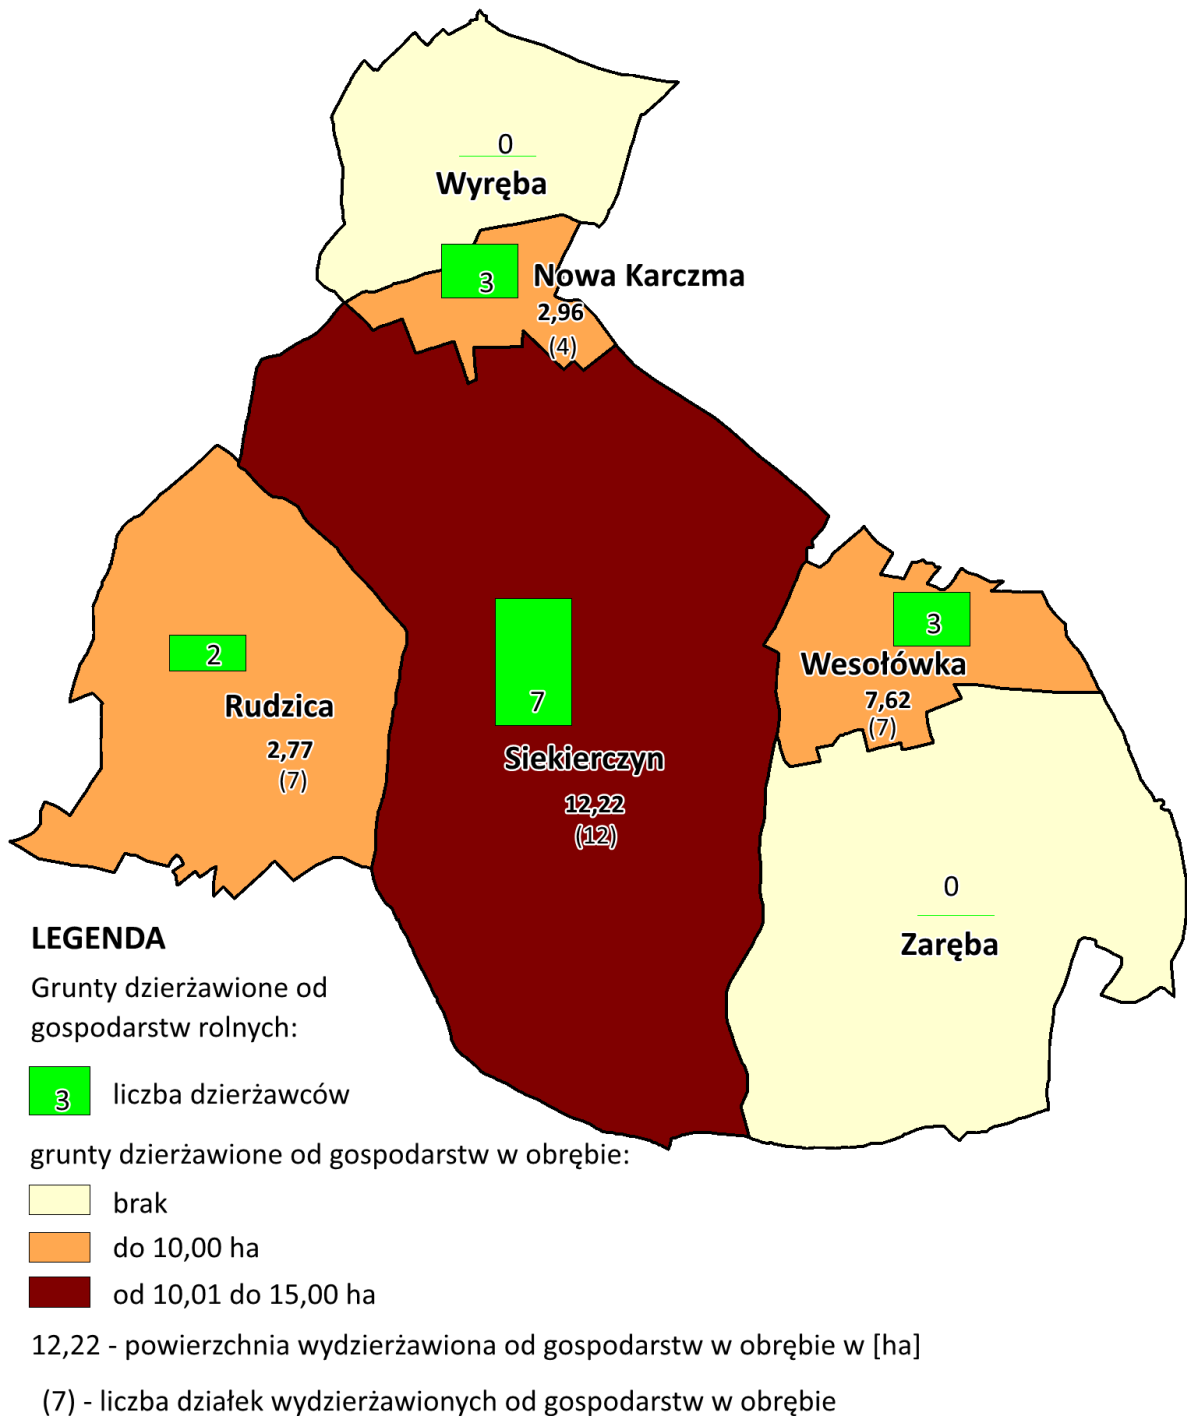 0
Wyręba
3
Nowa Karczma
2,96
(4)
3
Wesołówka
7,62
(7)
2
Rudzica
2,77
(7)
7
Siekierczyn
12,22
(12)
0
Zaręba
LEGENDA
Grunty dzierżawione od
gospodarstw rolnych:
3
liczba dzierżawców
grunty dzierżawione od gospodarstw w obrębie:
brak
do 10,00 ha
od 10,01 do 15,00 ha
12,22 - powierzchnia wydzierżawiona od gospodarstw w obrębie w [ha]
(7) - liczba działek wydzierżawionych od gospodarstw w obrębie